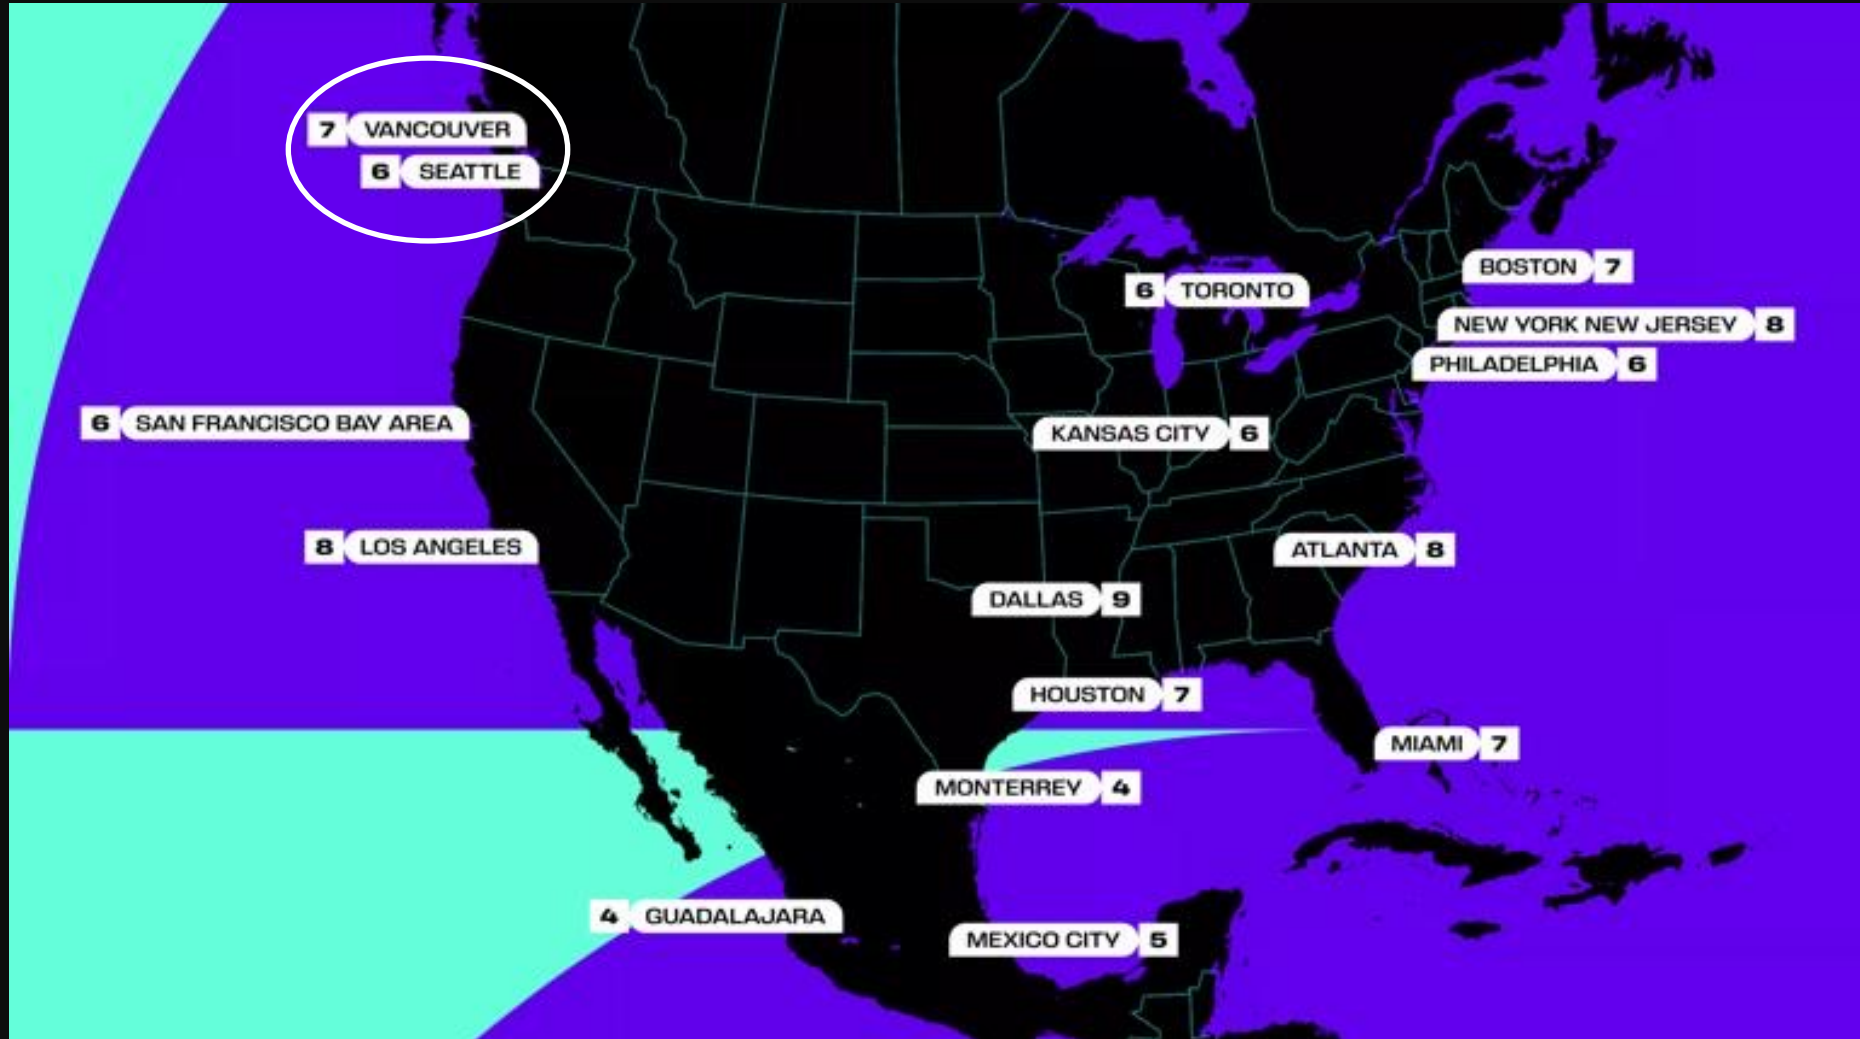 7 VANCOUVER
6 SEATTLE
BOSTON 7
6 TORONTO
NEW YORK NEW JERSEY 8
PHILADELPHIA 6
6 SAN FRANCISCO BAY AREA
KANSAS CITY 6
8 LOS ANGELES
ATLANTA 8
DALLAS 9
HOUSTON 7
MIAMI 7
MONTERREY 4
4 GUADALAJARA
MEXICO CITY 5